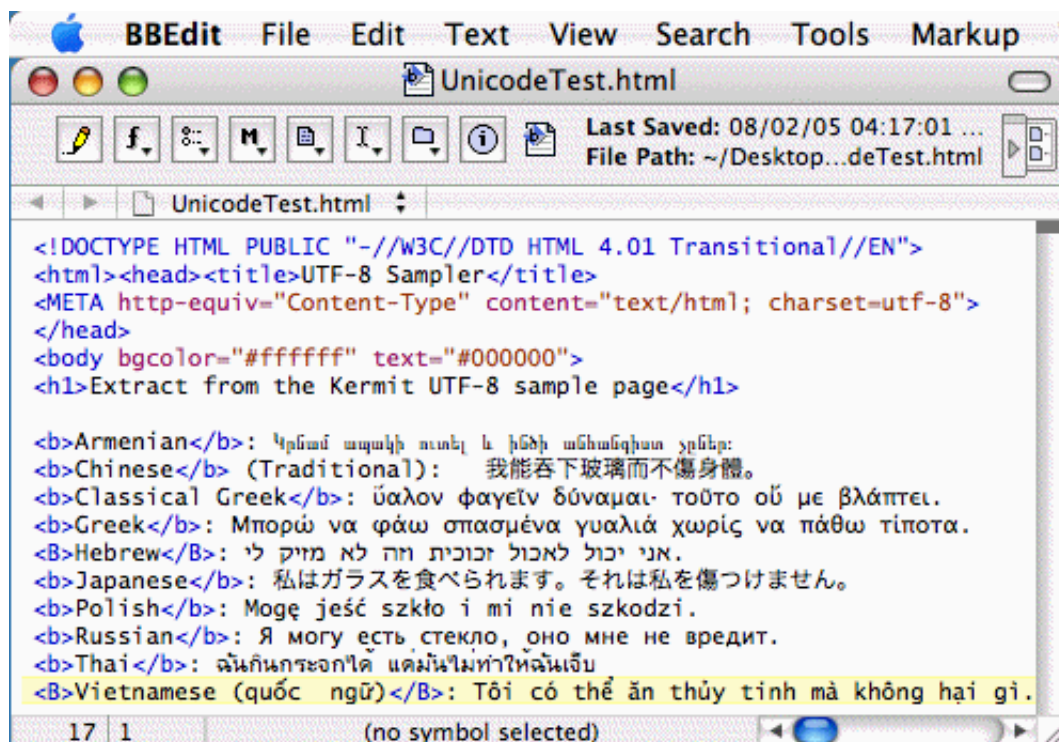 BBEdit File Edit Text View Search Tools Markup
UnicodeTest.html
Last Saved: 08/02/05 04:17:01 ...
File Path: ~/Desktop...deTest.html
UnicodeTest.html
<!DOCTYPE HTML PUBLIC "-//W3C//DTD HTML 4.01 Transitional//EN">
<html><head><title>UTF-8 Sampler</title>
<META http-equiv="Content-Type" content="text/html; charset=utf-8">
</head>
<body bgcolor="#ffffff" text="#000000">
<h1>Extract from the Kermit UTF-8 sample page</h1>
<b>Armenian</b>: Կրնամ ապակի ուտել և ինծի անհանգիստ չըներ։
<b>Chinese</b> (Traditional): 我能吞下玻璃而不傷身體。
<b>Classical Greek</b>: ὕαλον φαγεῖν δύναμαι· τοῦτο οὔ με βλάπτει.
<b>Greek</b>: Μπορώ να φάω σπασμένα γυαλιά χωρίς να πάθω τίποτα.
<B>Hebrew</B>: אני יכול לאכול זכוכית וזה לא מזיק לי.
<b>Japanese</b>: 私はガラスを食べられます。それは私を傷つけません。
<b>Polish</b>: Mogę jeść szkło i mi nie szkodzi.
<b>Russian</b>: Я могу есть стекло, оно мне не вредит.
<b>Thai</b>: ฉันกินกระจกได้ แต่มันไม่ทำให้ฉันเจ็บ
<B>Vietnamese (quốc ngữ)</B>: Tôi có thể ăn thủy tinh mà không hại gì.
17 1 (no symbol selected)